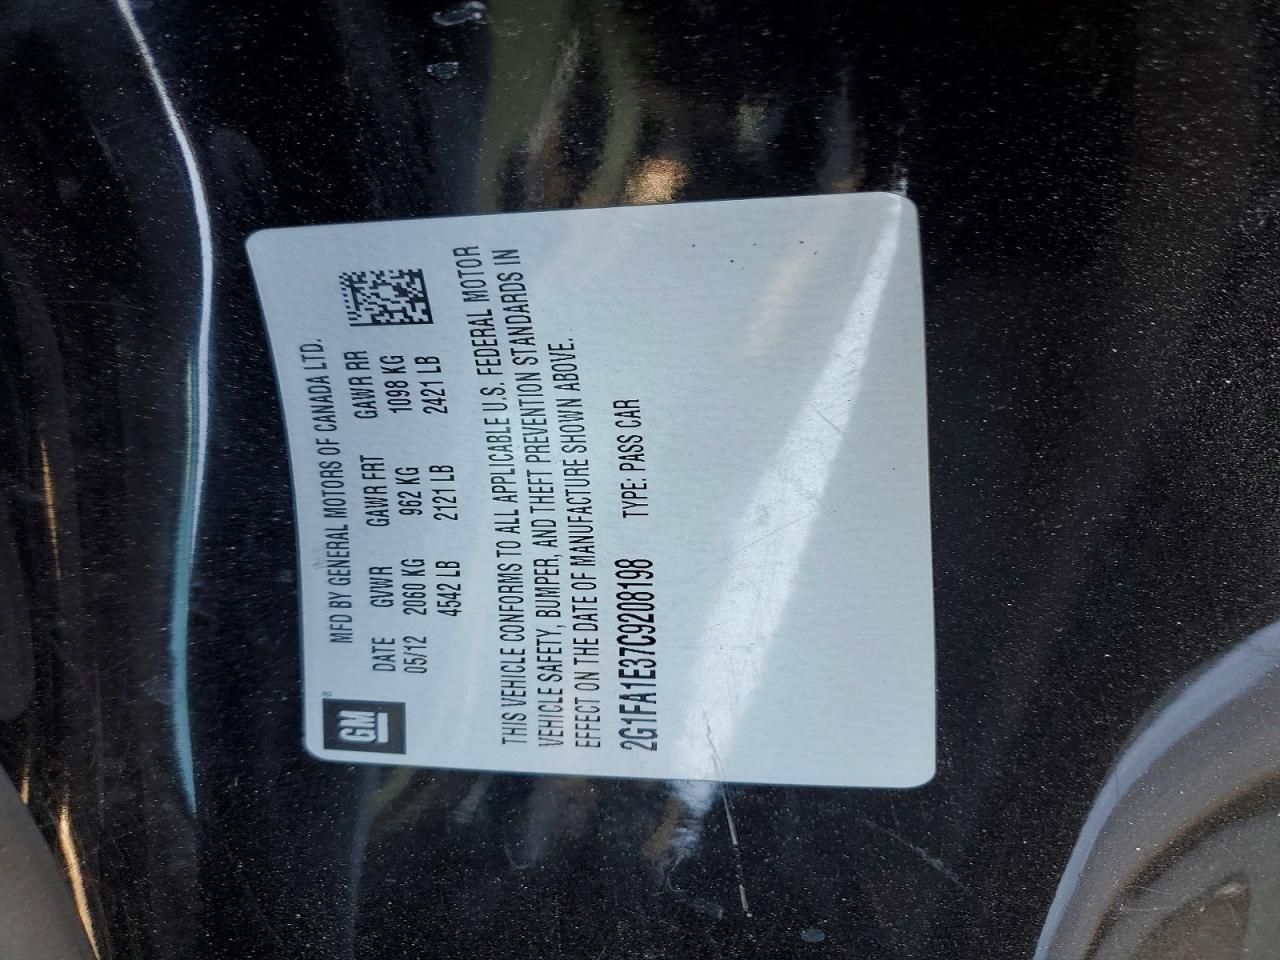 GM ®
MFD BY GENERAL MOTORS OF CANADA LTD.
DATE GVWR GAWR FRT GAWR RR
05/12 2060 KG 962 KG 1098 KG
4542 LB 2121 LB 2421 LB
THIS VEHICLE CONFORMS TO ALL APPLICABLE U.S. FEDERAL MOTOR
VEHICLE SAFETY, BUMPER, AND THEFT PREVENTION STANDARDS IN
EFFECT ON THE DATE OF MANUFACTURE SHOWN ABOVE.
2G1FA1E37C9208198 TYPE: PASS CAR